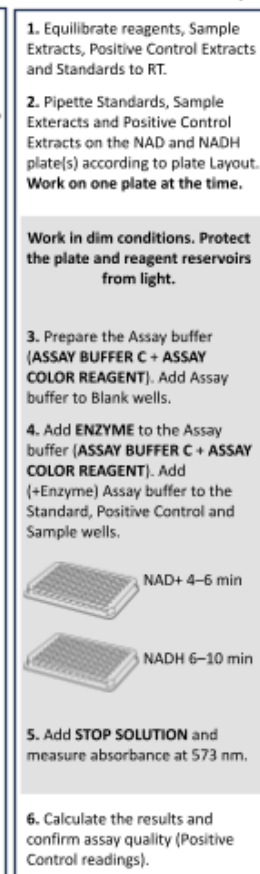 1. Equilibrate reagents, Sample
Extracts, Positive Control Extracts
and Standards to RT.
2. Pipette Standards, Sample
Exteracts and Positive Control
Extracts on the NAD and NADH
plate(s) according to plate Layout.
Work on one plate at the time.
Work in dim conditions. Protect
the plate and reagent reservoirs
from light.
3. Prepare the Assay buffer
(ASSAY BUFFER C + ASSAY
COLOR REAGENT). Add Assay
buffer to Blank wells.
4. Add ENZYME to the Assay
buffer (ASSAY BUFFER C + ASSAY
COLOR REAGENT). Add
(+Enzyme) Assay buffer to the
Standard, Positive Control and
Sample wells.
NAD+ 4–6 min
NADH 6–10 min
5. Add STOP SOLUTION and
measure absorbance at 573 nm.
6. Calculate the results and
confirm assay quality (Positive
Control readings).